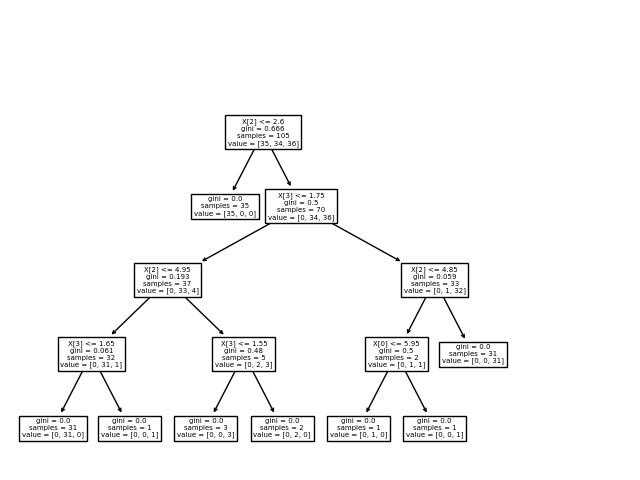 X[2] <= 2.6
gini = 0.666
samples = 105
value = [35, 34, 36]
gini = 0.0
samples = 35
value = [35, 0, 0]
X[3] <= 1.75
gini = 0.5
samples = 70
value = [0, 34, 36]
X[2] <= 4.95
gini = 0.193
samples = 37
value = [0, 33, 4]
X[2] <= 4.85
gini = 0.059
samples = 33
value = [0, 1, 32]
X[3] <= 1.65
gini = 0.061
samples = 32
value = [0, 31, 1]
X[3] <= 1.55
gini = 0.48
samples = 5
value = [0, 2, 3]
X[0] <= 5.95
gini = 0.5
samples = 2
value = [0, 1, 1]
gini = 0.0
samples = 31
value = [0, 0, 31]
gini = 0.0
samples = 31
value = [0, 31, 0]
gini = 0.0
samples = 1
value = [0, 0, 1]
gini = 0.0
samples = 3
value = [0, 0, 3]
gini = 0.0
samples = 2
value = [0, 2, 0]
gini = 0.0
samples = 1
value = [0, 1, 0]
gini = 0.0
samples = 1
value = [0, 0, 1]